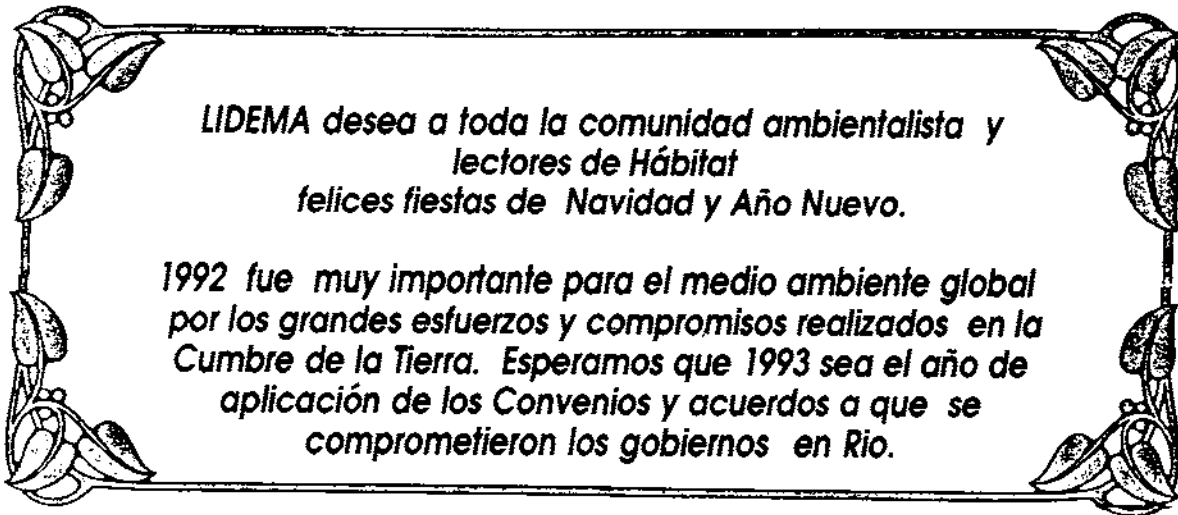 LIDEMA desea a toda la comunidad ambientalista y
lectores de Hábitat
felices fiestas de Navidad y Año Nuevo.
1992 fue muy importante para el medio ambiente global
por los grandes esfuerzos y compromisos realizados en la
Cumbre de la Tierra. Esperamos que 1993 sea el año de
aplicación de los Convenios y acuerdos a que se
comprometieron los gobiernos en Rio.